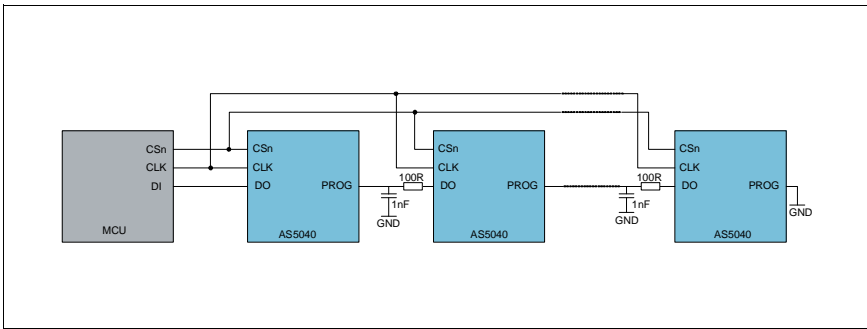 CSn
CLK
DI
MCU
CSn
CLK
DO
PROG
AS5040
100R
1nF
GND
CSn
CLK
DO
PROG
AS5040
100R
1nF
GND
CSn
CLK
DO
PROG
AS5040
GND